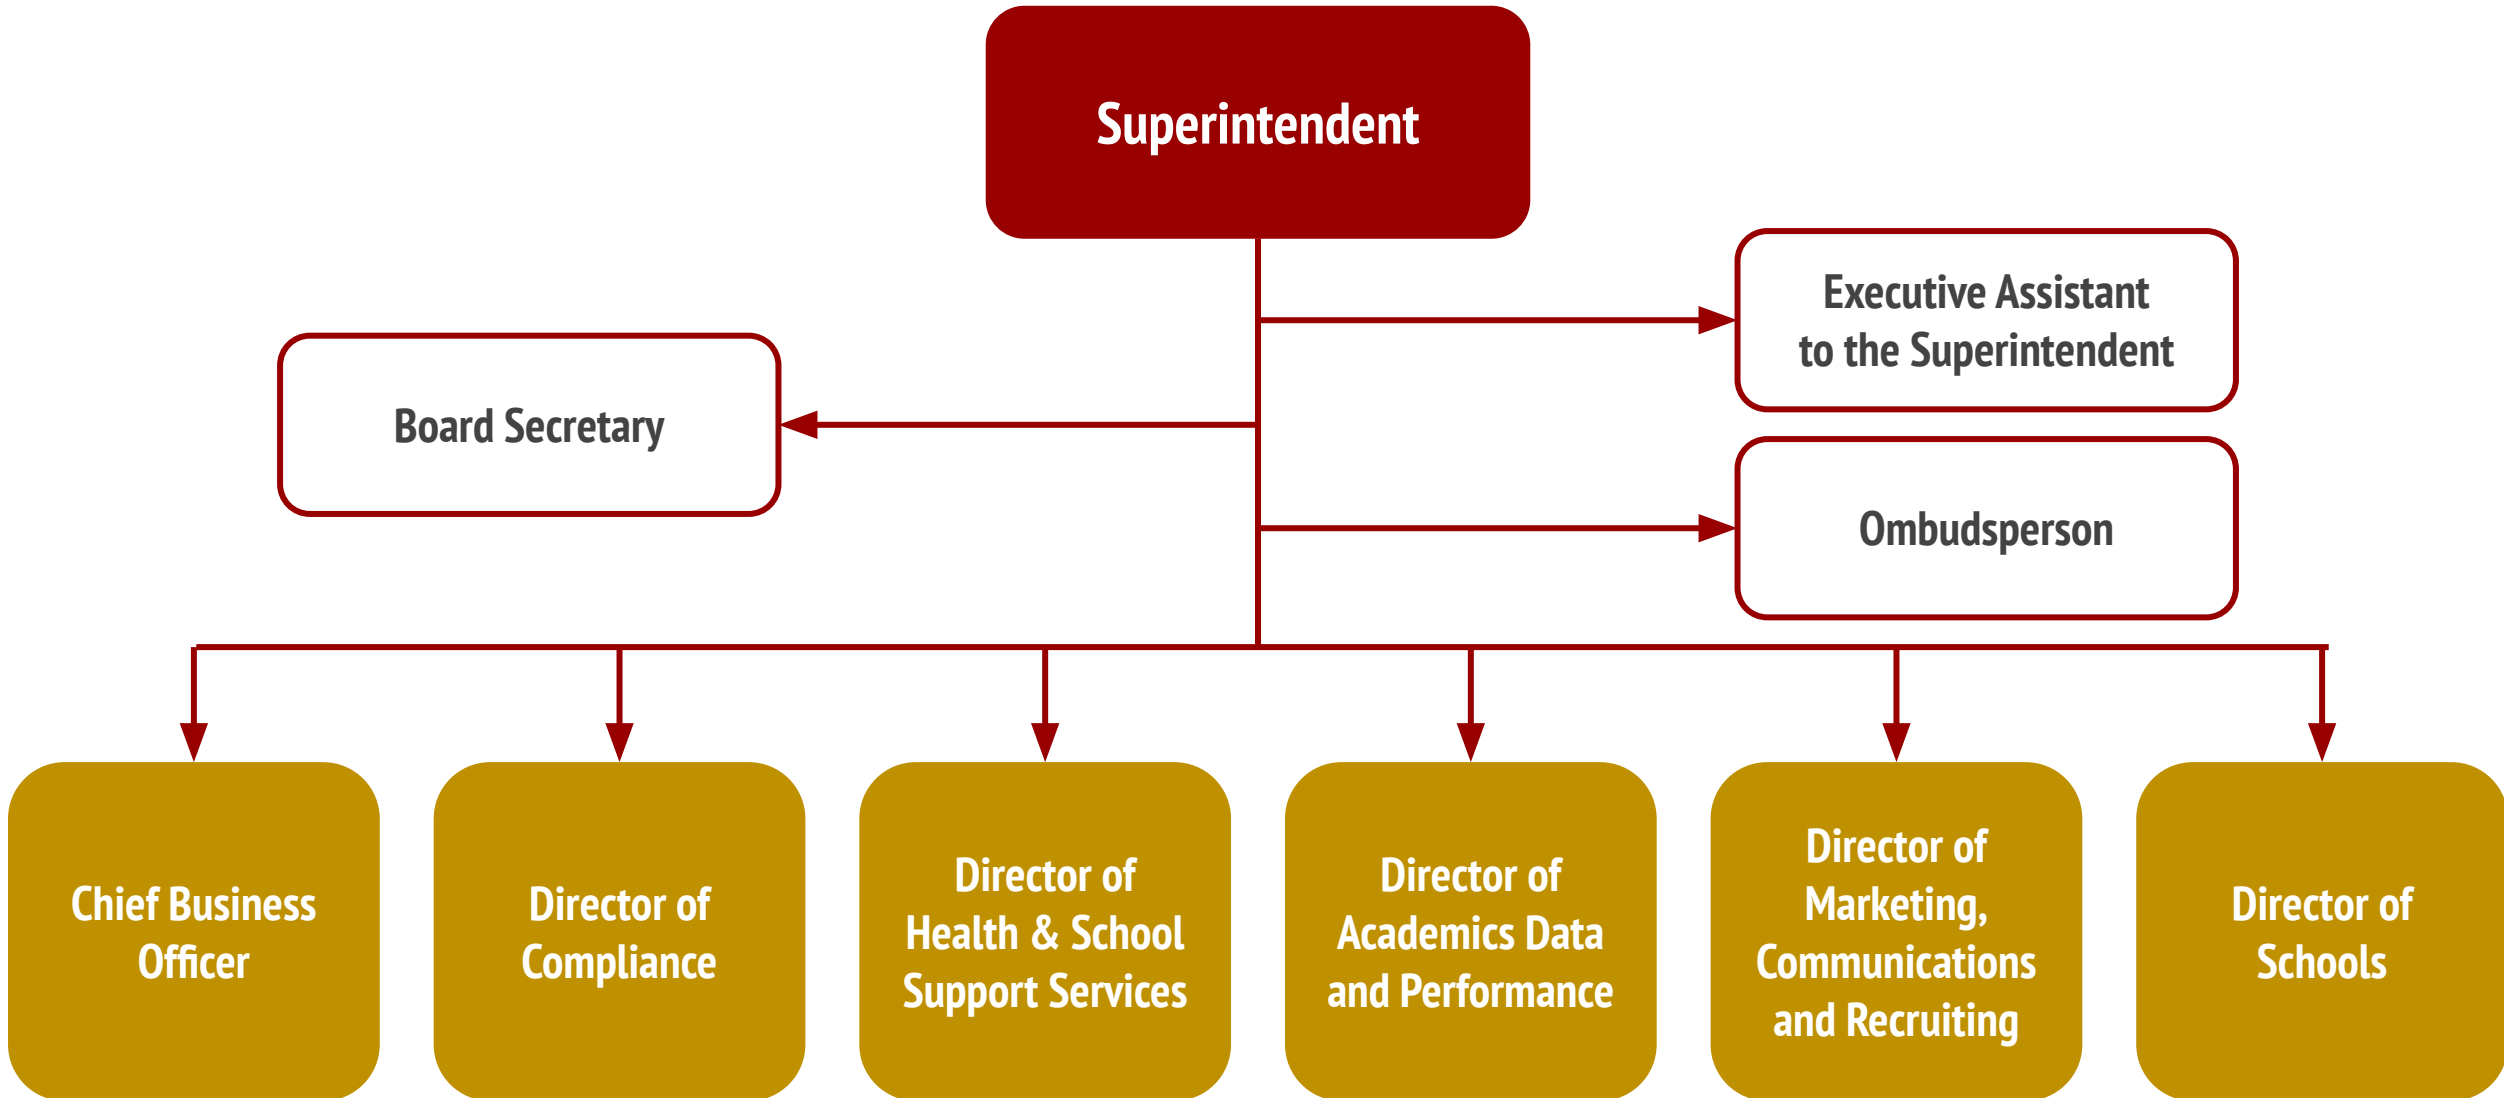 Superintendent
Executive Assistant
to the Superintendent
Board Secretary
Ombudsperson
Chief Business
Officer
Director of
Compliance
Director of
Health & School
Support Services
Director of
Academics Data
and Performance
Director of
Marketing,
Communications
and Recruiting
Director of
Schools